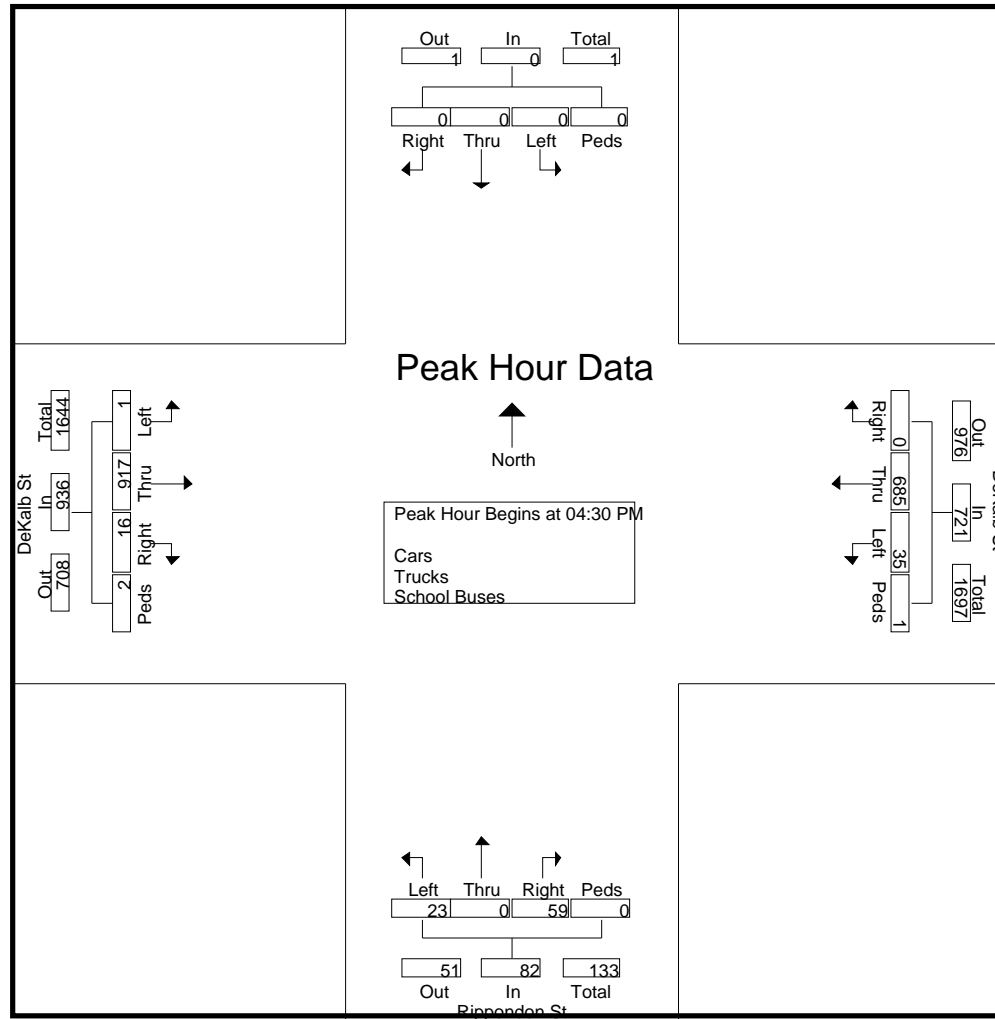 Out In Total
1 0 1
0 0 0 0
Right Thru Left Peds
Peak Hour Data
North
Peak Hour Begins at 04:30 PM
Cars
Trucks
School Buses
DeKalb St
Out In Total
708 936 1644
2 16 917 1
Peds Right Thru Left
Out In Total
976 721 1697
0 685 35 1
Right Thru Left Peds
Left Thru Right Peds
23 0 59 0
51 82 133
Out In Total
Rippondon St